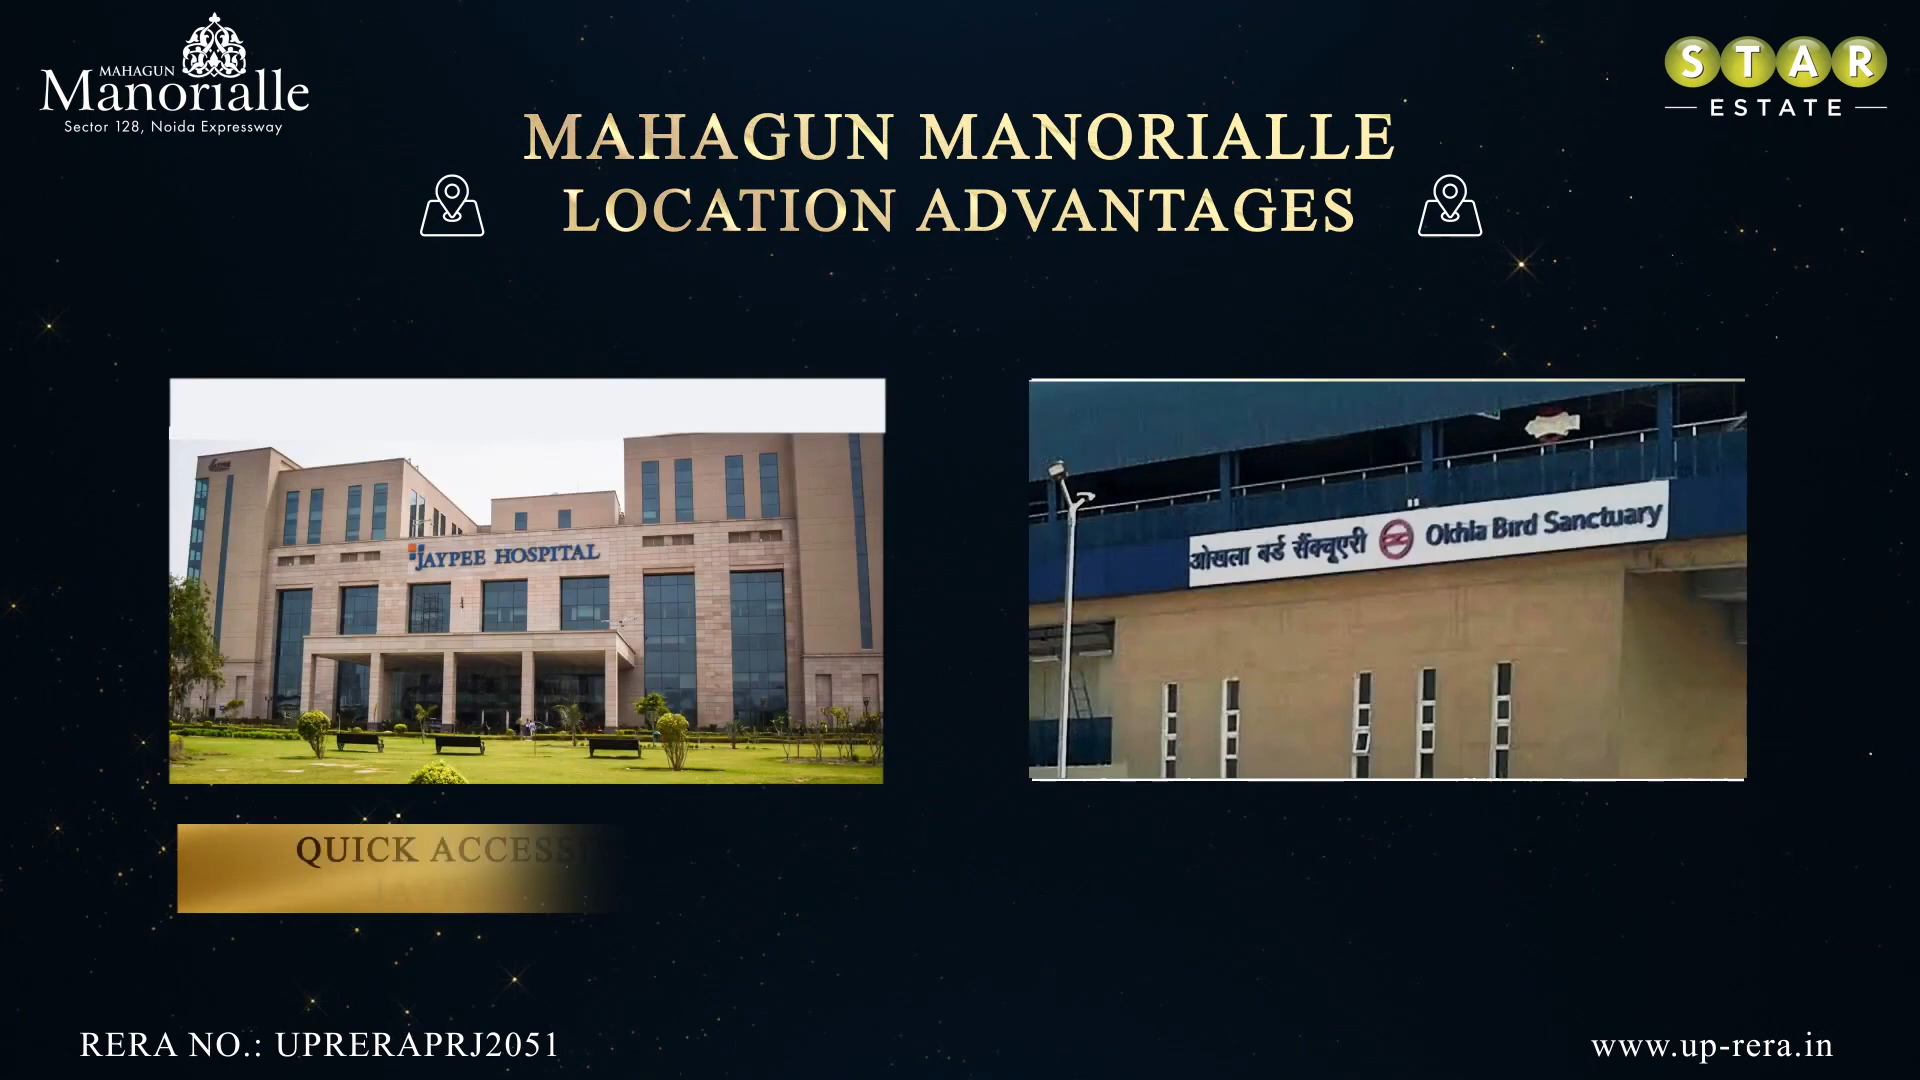 MAHAGUN
Manorialle
Sector 128, Noida Expressway
STAR
ESTATE
MAHAGUN MANORIALLE
LOCATION ADVANTAGES
JAYPEE HOSPITAL
ओखला बर्ड सैंक्चूएरी Okhla Bird Sanctuary
QUICK ACCESS
RERA NO.: UPRERAPRJ2051
www.up-rera.in